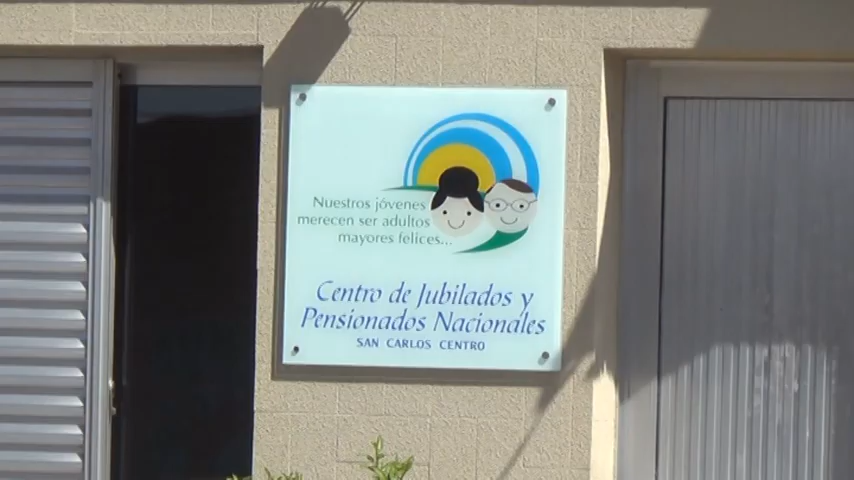 Nuestros jóvenes
merecen ser adultos
mayores felices...
Centro de Jubilados y
Pensionados Nacionales
SAN CARLOS CENTRO